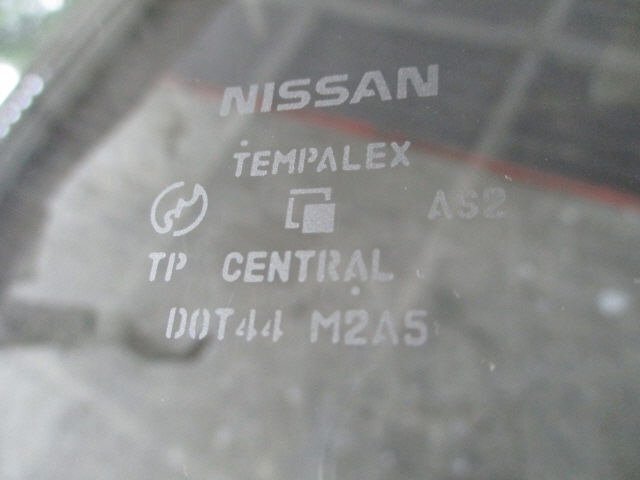 NISSAN
TEMPALEX
AS2
TP CENTRAL
DOT44 M2A5